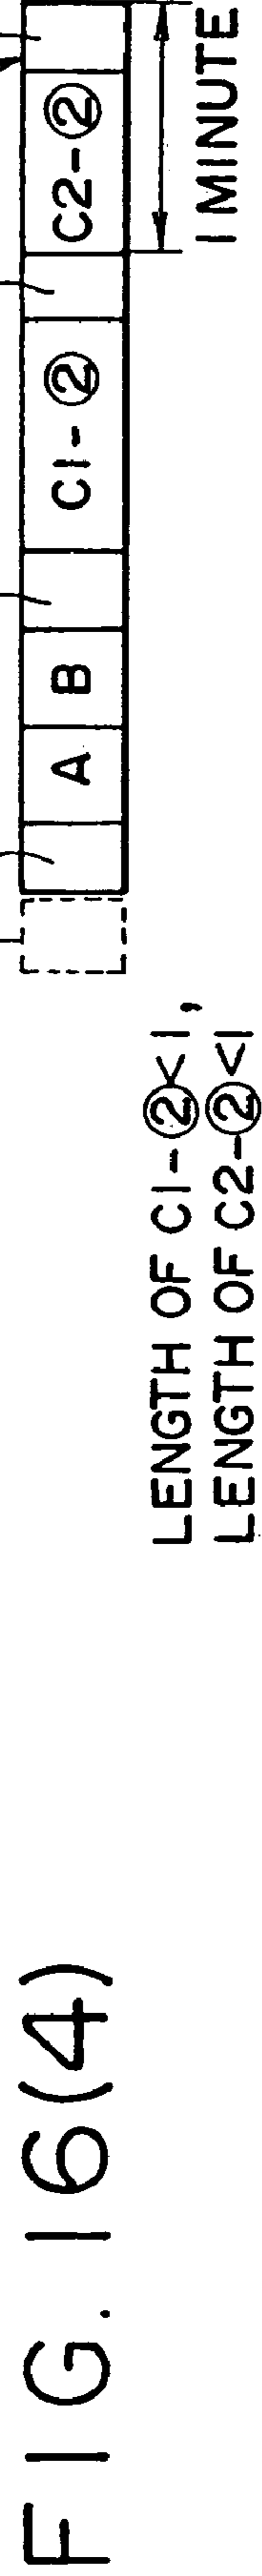 FIG. 16(4)
A B C1-② C2-②
1 MINUTE
LENGTH OF C1-②<1,
LENGTH OF C2-②<1